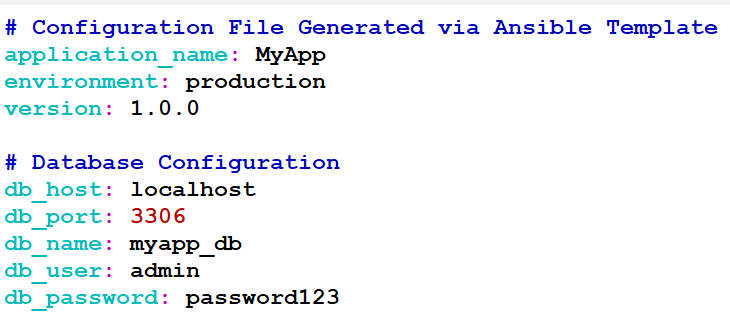 # Configuration File Generated via Ansible Template
application_name: MyApp
environment: production
version: 1.0.0
# Database Configuration
db_host: localhost
db_port: 3306
db_name: myapp_db
db_user: admin
db_password: password123